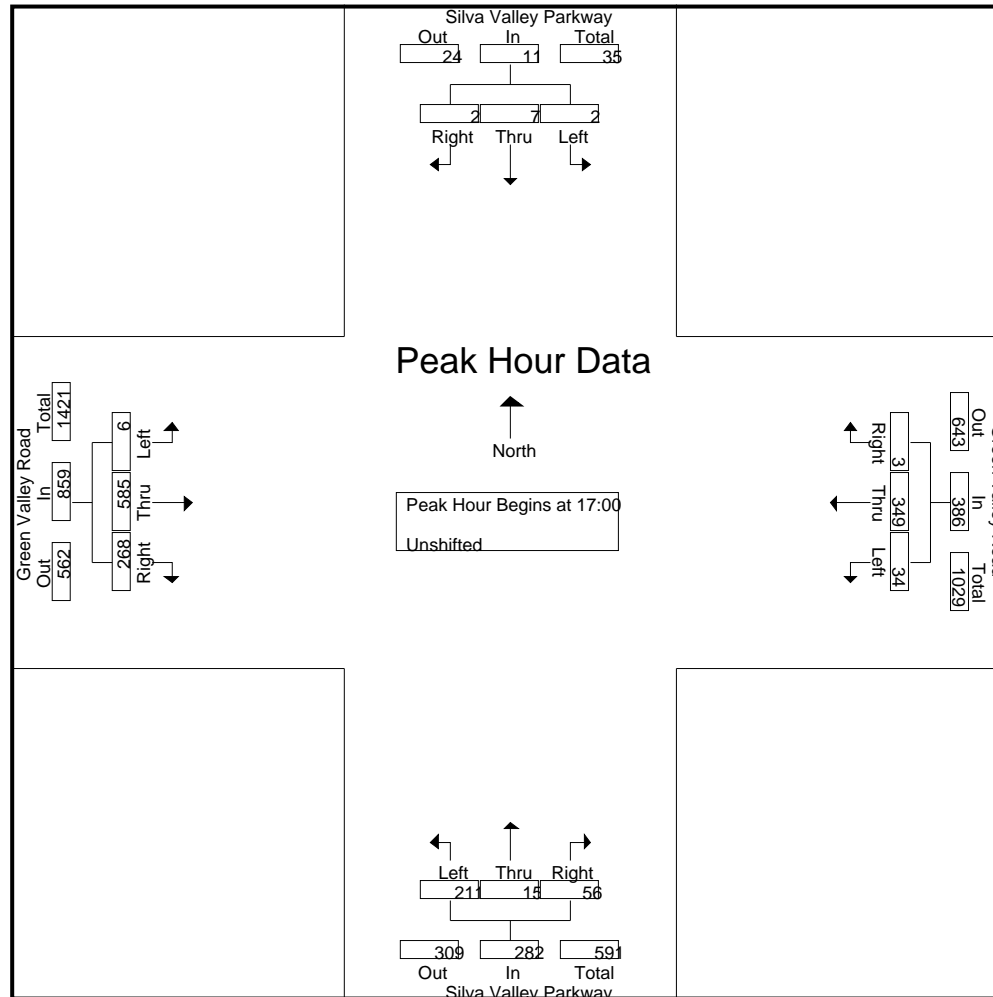 Silva Valley Parkway
Out In Total
24 11 35
2 7 2
Right Thru Left
Peak Hour Data
North
Peak Hour Begins at 17:00
Unshifted
Green Valley Road
Out In Total
562 859 1421
268 585 6
Right Thru Left
Out In Total
643 386 1029
3 349 34
Right Thru Left
Left Thru Right
211 15 56
309 282 591
Out In Total
Silva Valley Parkway